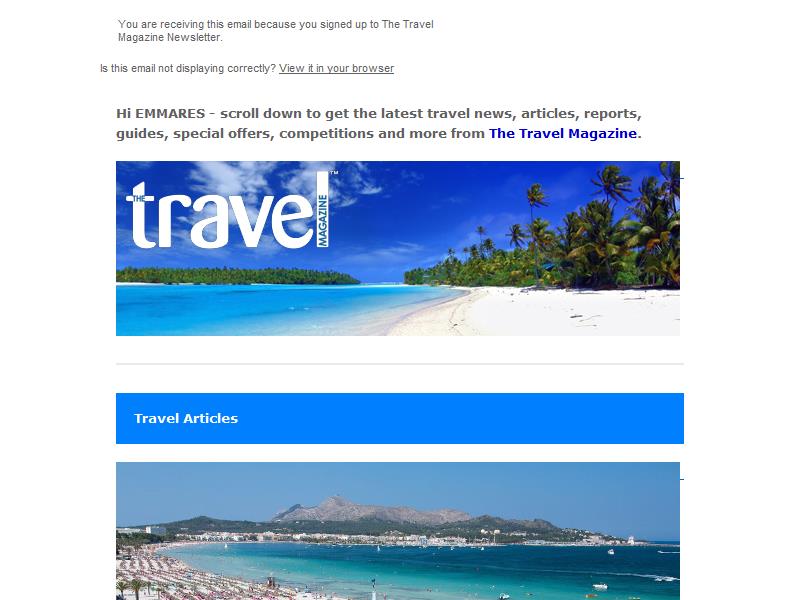 You are receiving this email because you signed up to The Travel
Magazine Newsletter.
Is this email not displaying correctly? View it in your browser
Hi EMMARES - scroll down to get the latest travel news, articles, reports,
guides, special offers, competitions and more from The Travel Magazine.
THE travel MAGAZINE ™
Travel Articles